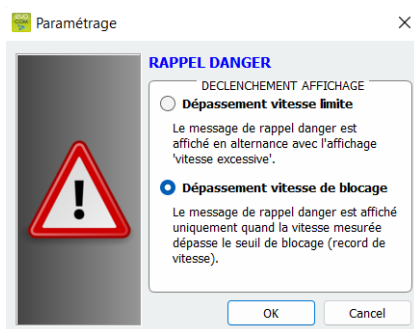 Paramétrage
RAPPEL DANGER
DECLENCHEMENT AFFICHAGE
Dépassement vitesse limite
Le message de rappel danger est
affiché en alternance avec l'affichage
'vitesse excessive'.
Dépassement vitesse de blocage
Le message de rappel danger est affiché
uniquement quand la vitesse mesurée
dépasse le seuil de blocage (record de
vitesse).
OK
Cancel